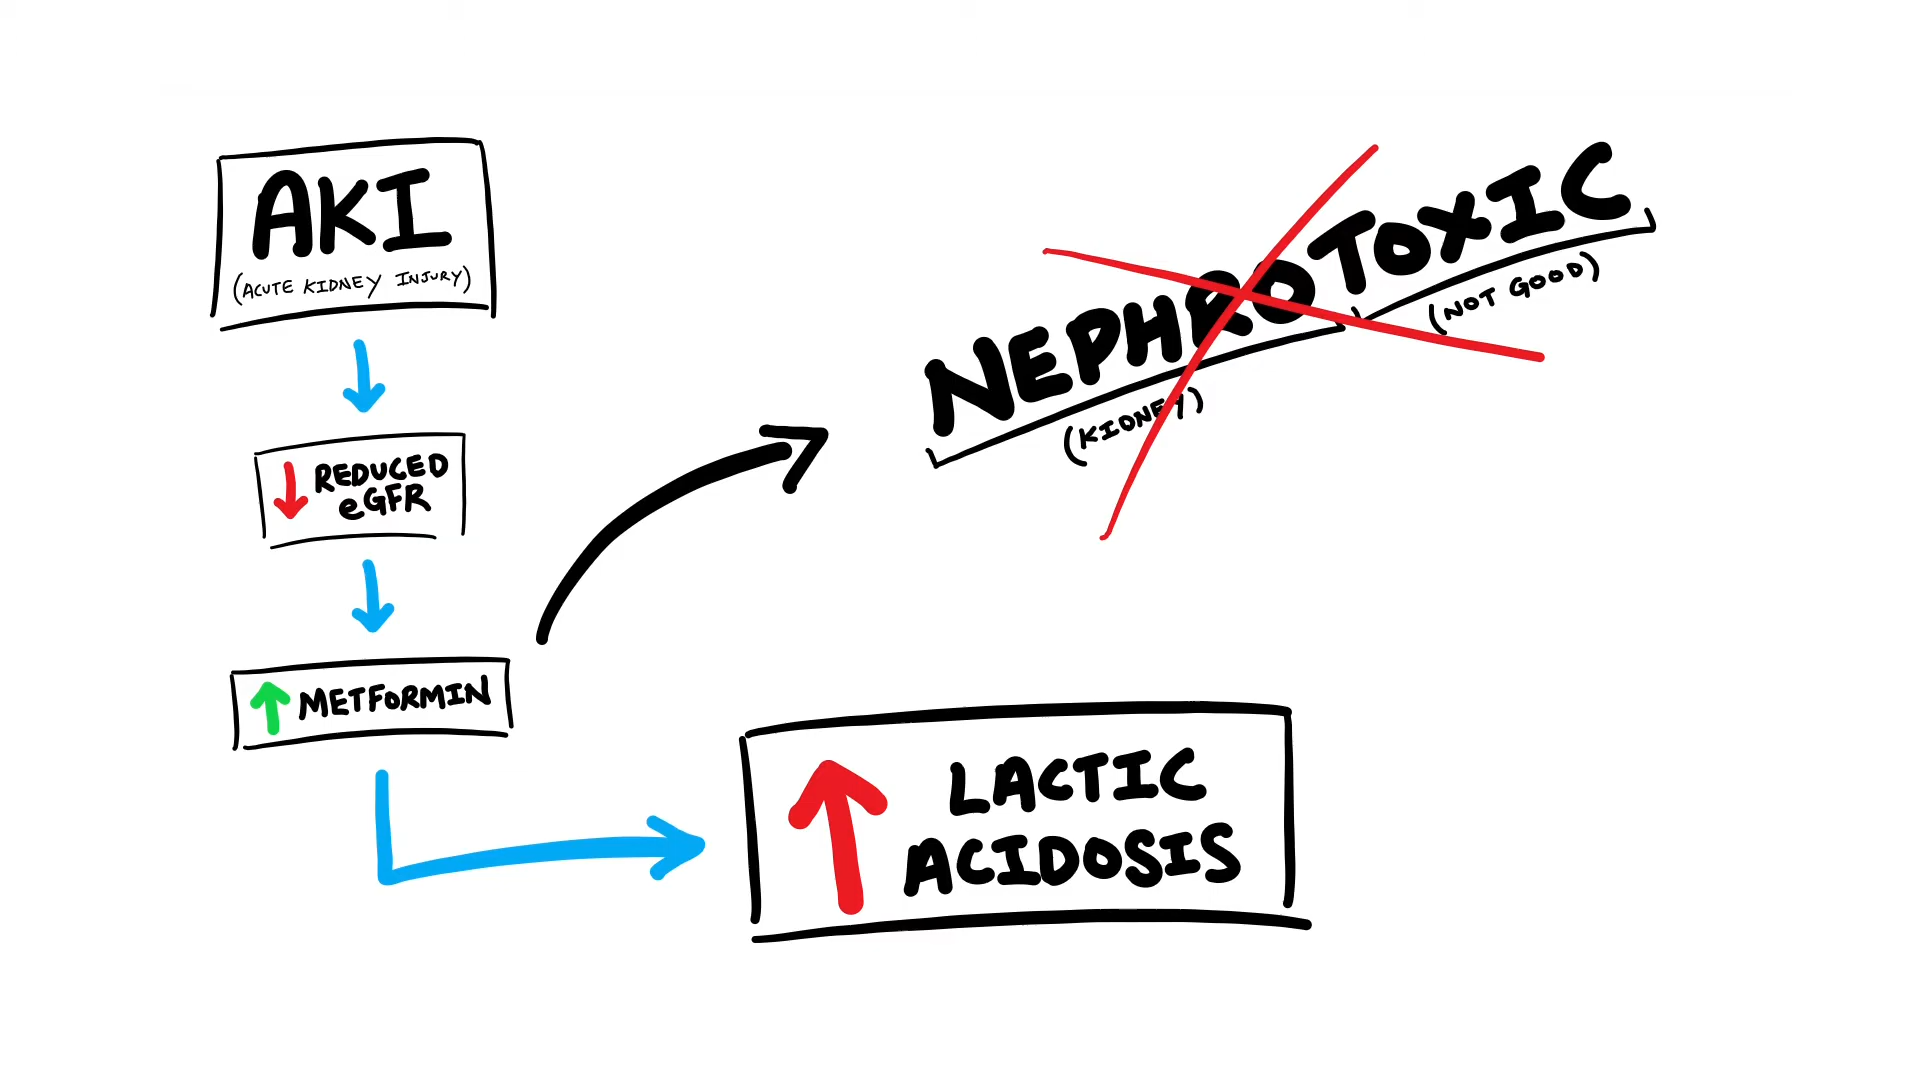 AKI
(ACUTE KIDNEY INJURY)
REDUCED
eGFR
METFORMIN
NEPHROTOXIC
(KIDNEY)
(NOT GOOD)
LACTIC
ACIDOSIS